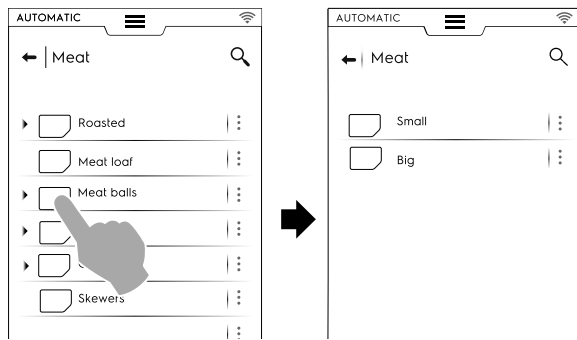 AUTOMATIC
Meat
Roasted
Meat loaf
Meat balls
Skewers
AUTOMATIC
Meat
Small
Big